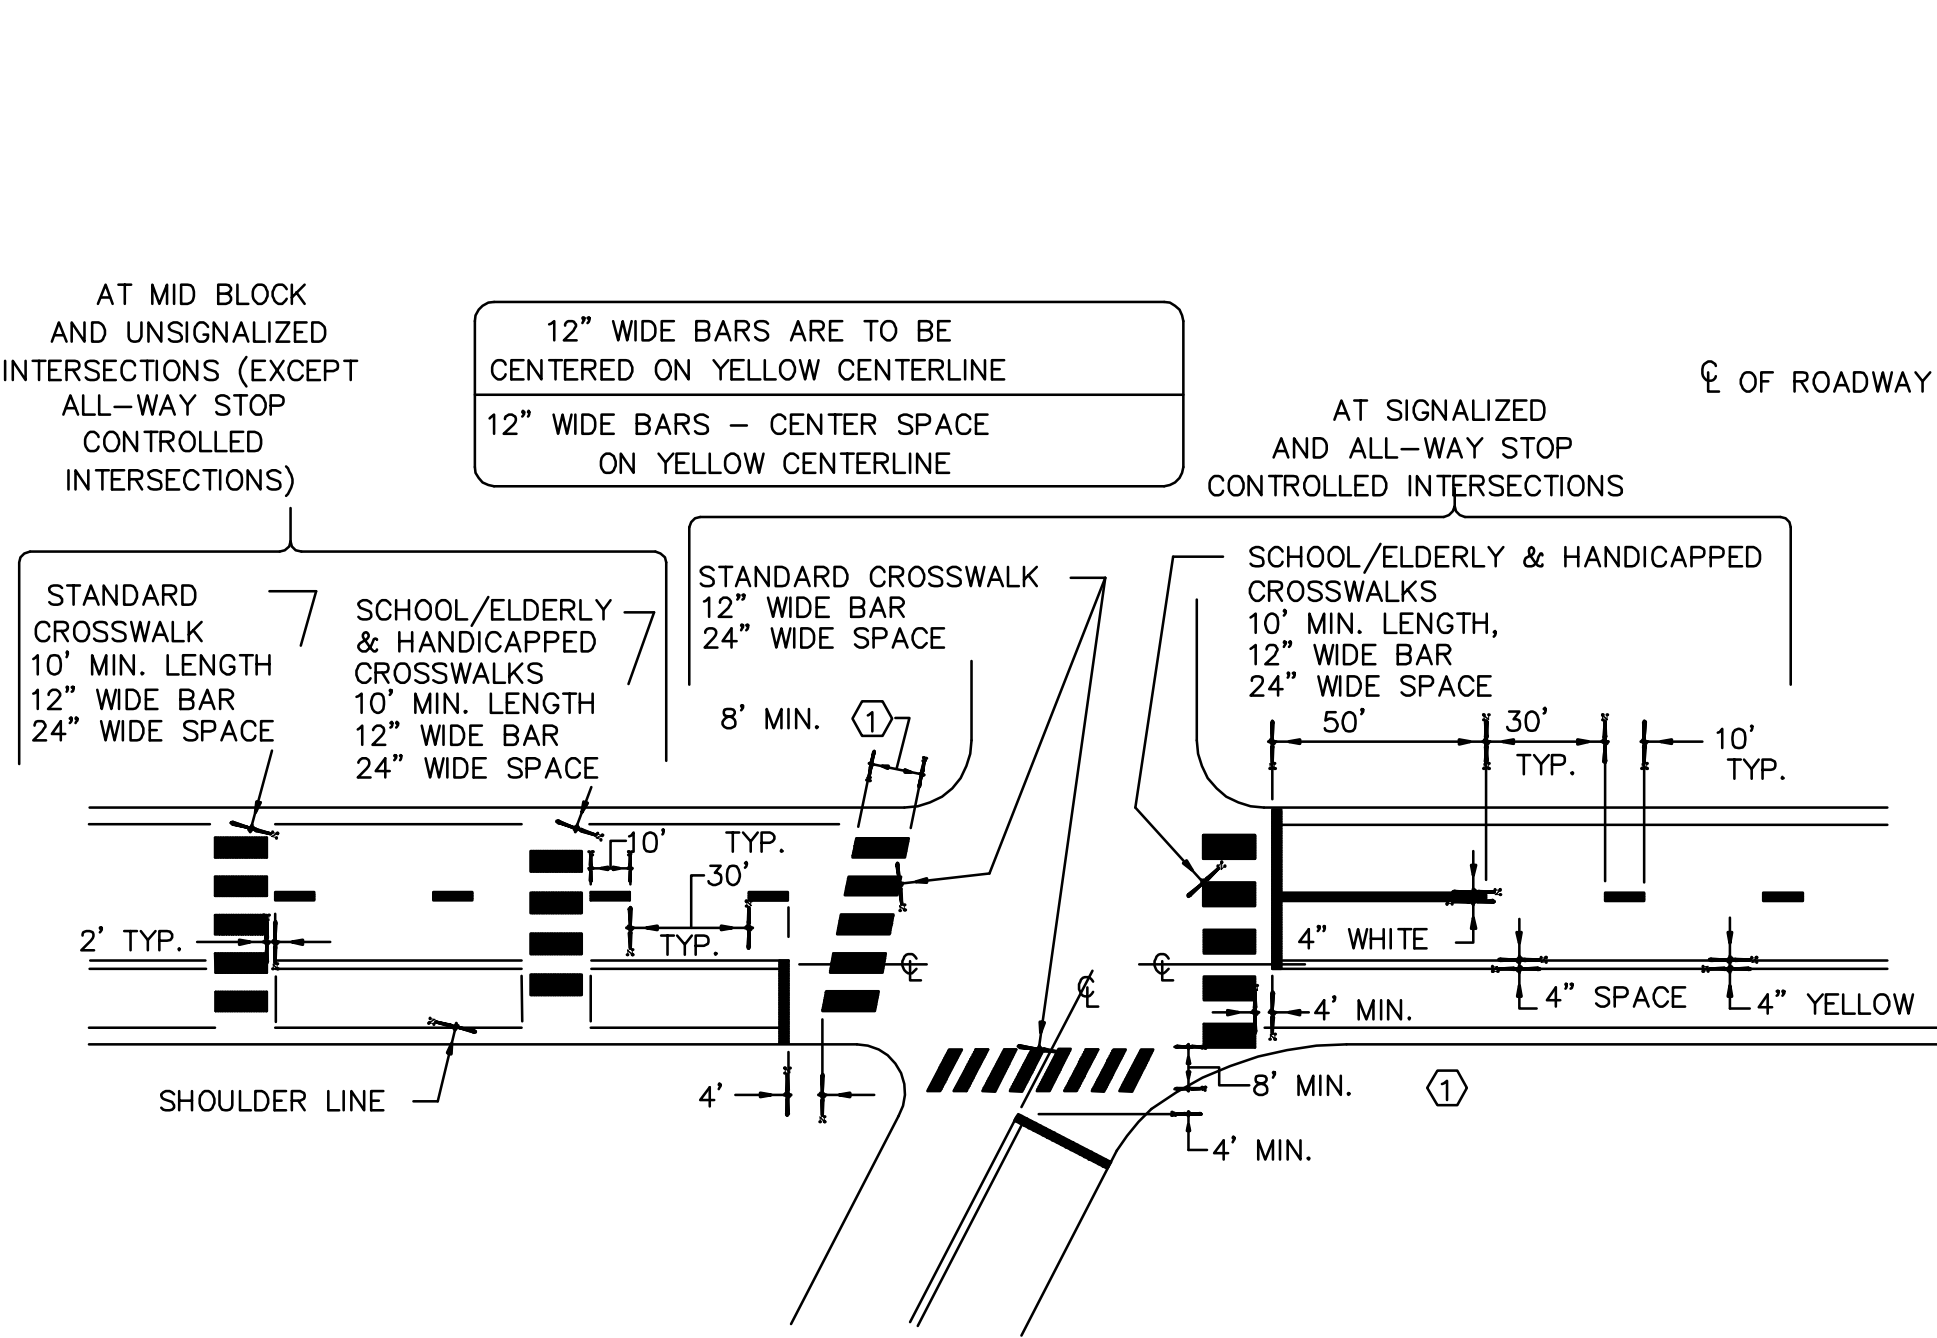 AT MID BLOCK
AND UNSIGNALIZED
INTERSECTIONS (EXCEPT
ALL-WAY STOP
CONTROLLED
INTERSECTIONS)
12” WIDE BARS ARE TO BE
CENTERED ON YELLOW CENTERLINE
12” WIDE BARS - CENTER SPACE
ON YELLOW CENTERLINE
℄ OF ROADWAY
AT SIGNALIZED
AND ALL-WAY STOP
CONTROLLED INTERSECTIONS
STANDARD
CROSSWALK
10' MIN. LENGTH
12” WIDE BAR
24” WIDE SPACE
SCHOOL/ELDERLY
& HANDICAPPED
CROSSWALKS
10' MIN. LENGTH
12” WIDE BAR
24” WIDE SPACE
STANDARD CROSSWALK
12” WIDE BAR
24” WIDE SPACE
8' MIN. 1
SCHOOL/ELDERLY & HANDICAPPED
CROSSWALKS
10' MIN. LENGTH,
12” WIDE BAR
24” WIDE SPACE
50'
30'
TYP.
10'
TYP.
10' TYP.
30'
TYP.
2' TYP.
℄
℄
℄
4” WHITE
4” SPACE
4” YELLOW
4' MIN.
SHOULDER LINE
4'
8' MIN. 1
4' MIN.